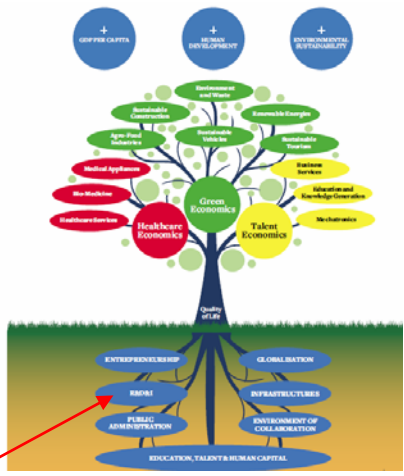 +
GDP PER CAPITA
+
HUMAN
DEVELOPMENT
+
ENVIRONMENTAL
SUSTAINABILITY
Environment
and Waste
Sustainable
Construction
Renewable Energies
Agro-Food
Industries
Sustainable
Vehicles
Sustainable
Tourism
Medical Appliances
Business
Services
Bio-Medicine
Green
Economics
Education and
Knowledge Generation
Healthcare Services
Healthcare
Economics
Talent
Economics
Mechatronics
Quality
of Life
ENTREPRENEURSHIP
GLOBALISATION
R&D&I
INFRASTRUCTURES
PUBLIC
ADMINISTRATION
ENVIRONMENT OF
COLLABORATION
EDUCATION, TALENT & HUMAN CAPITAL